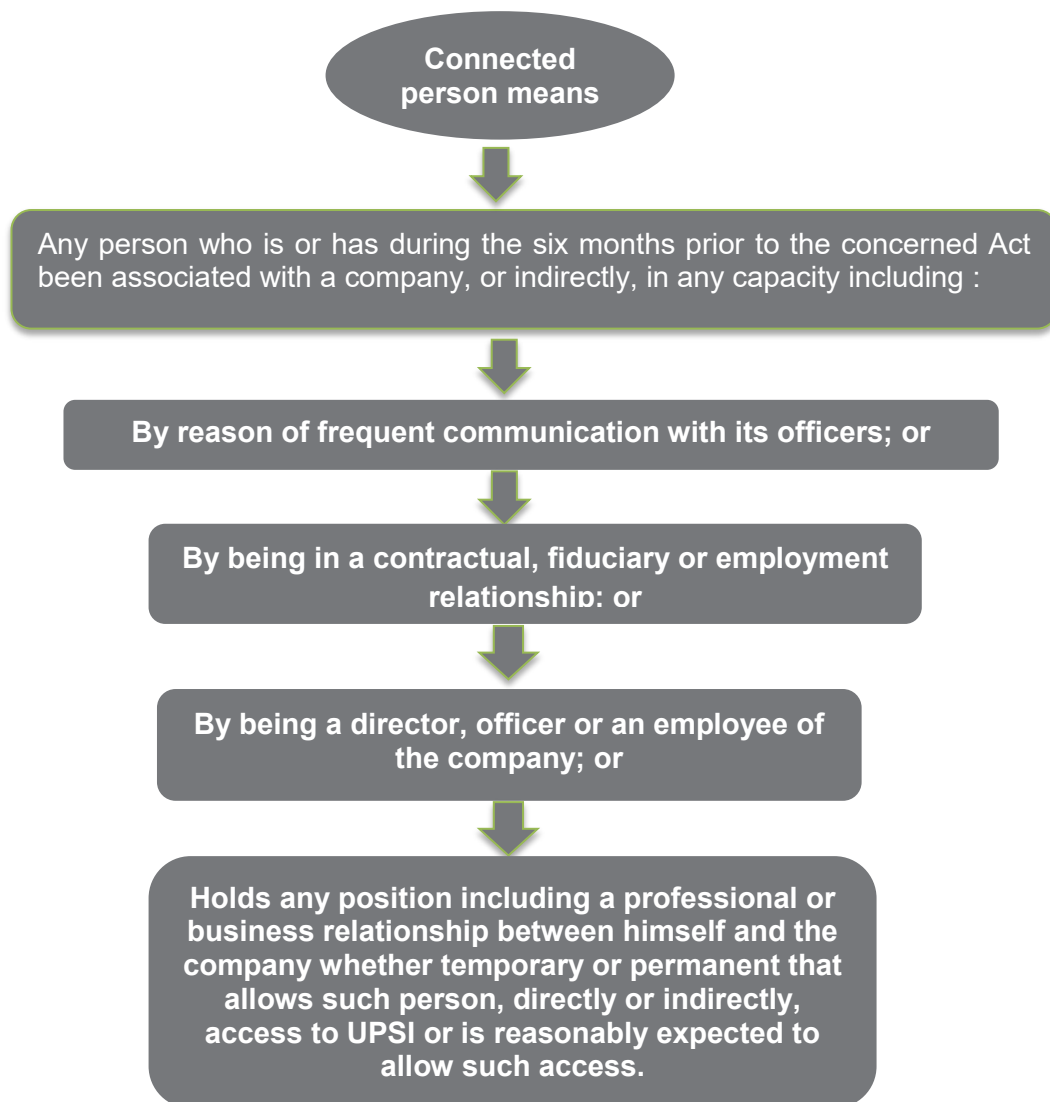 Connected
person means
Any person who is or has during the six months prior to the concerned Act
been associated with a company, or indirectly, in any capacity including :
By reason of frequent communication with its officers; or
By being in a contractual, fiduciary or employment
relationship; or
By being a director, officer or an employee of
the company; or
Holds any position including a professional or
business relationship between himself and the
company whether temporary or permanent that
allows such person, directly or indirectly,
access to UPSI or is reasonably expected to
allow such access.